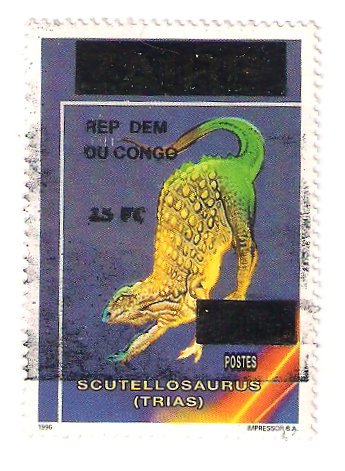 REP DEM
DU CONGO
25 FC
POSTES
SCUTELLOSAURUS
(TRIAS)
1996 IMPRESSOR S.A.